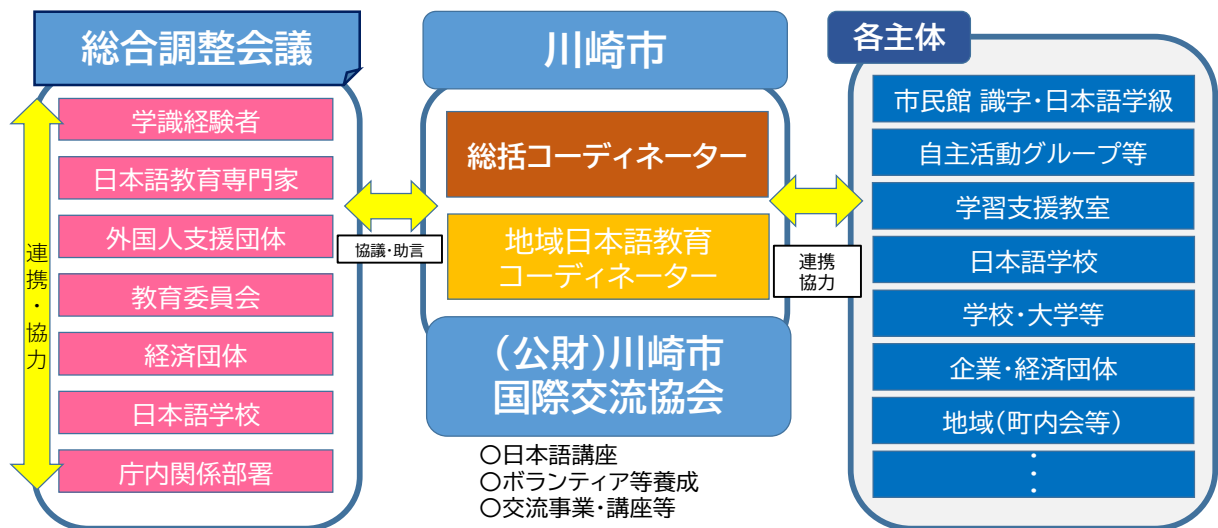 総合調整会議
連携・協力
学識経験者
日本語教育専門家
外国人支援団体
教育委員会
経済団体
日本語学校
庁内関係部署
協議・助言
川崎市
総括コーディネーター
地域日本語教育
コーディネーター
(公財)川崎市
国際交流協会
〇日本語講座
〇ボランティア等養成
〇交流事業・講座等
連携
協力
各主体
市民館 識字・日本語学級
自主活動グループ等
学習支援教室
日本語学校
学校・大学等
企業・経済団体
地域(町内会等)
⋮